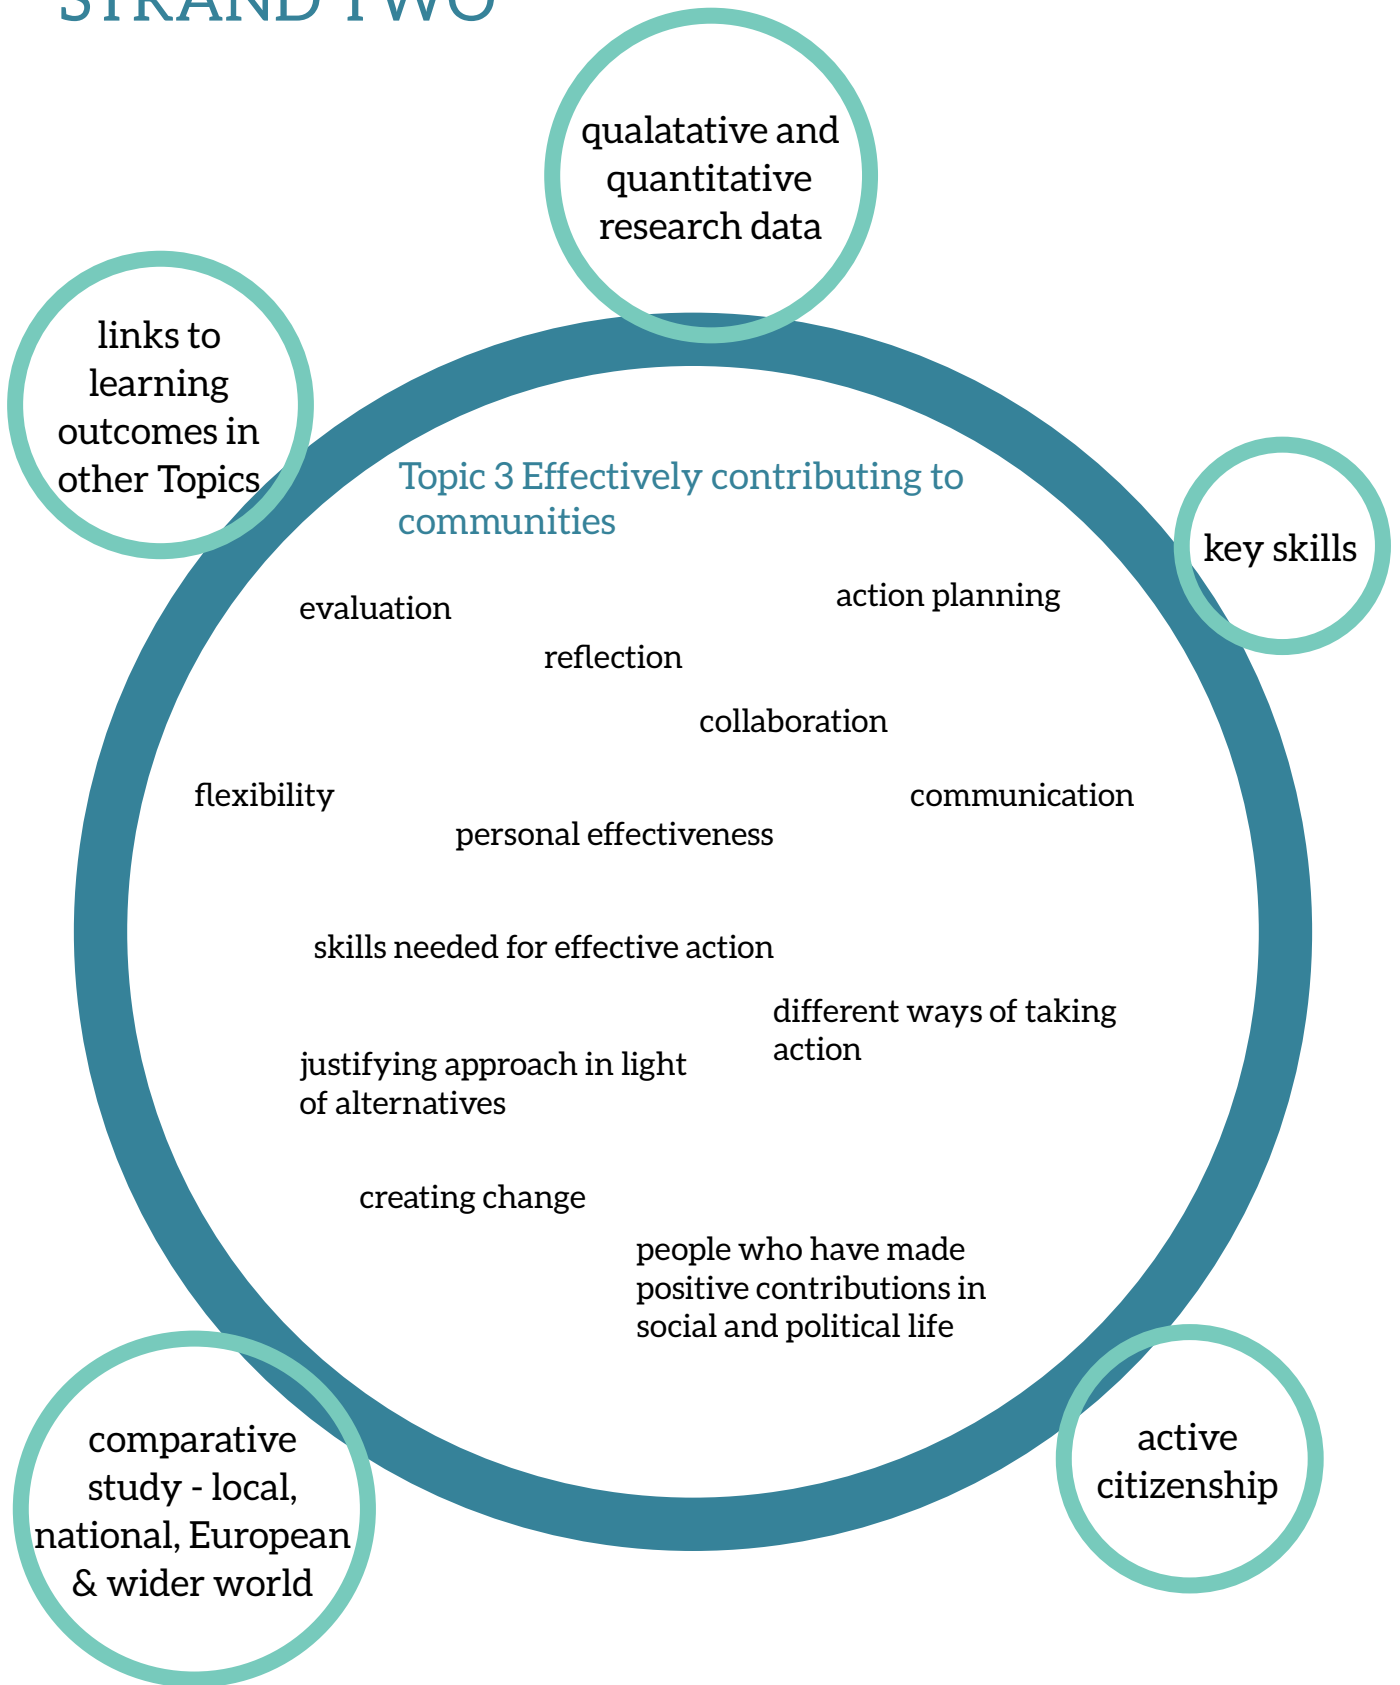 STRAND TWO
qualatative and
quantitative
research data
links to
learning
outcomes in
other Topics
key skills
Topic 3 Effectively contributing to
communities
evaluation
action planning
reflection
collaboration
flexibility
communication
personal effectiveness
skills needed for effective action
different ways of taking
action
justifying approach in light
of alternatives
creating change
people who have made
positive contributions in
social and political life
comparative
study - local,
national, European
& wider world
active
citizenship